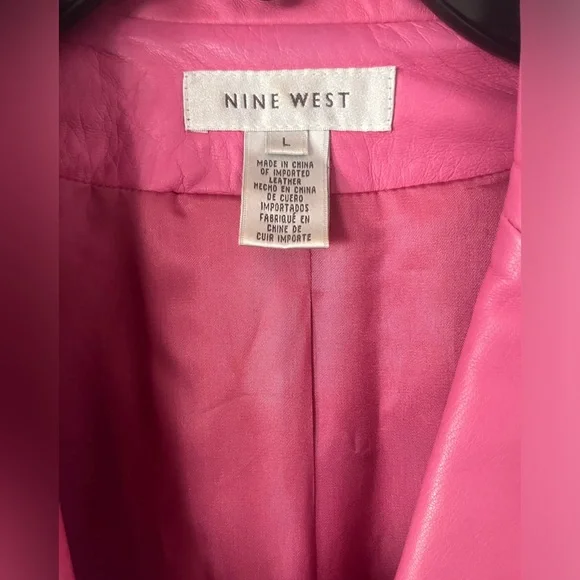 NINE WEST
L
MADE IN CHINA
OF IMPORTED
LEATHER
HECHO EN CHINA
DE CUERO
IMPORTADOS
FABRIQUÉ EN
CHINE DE
CUIR IMPORTE